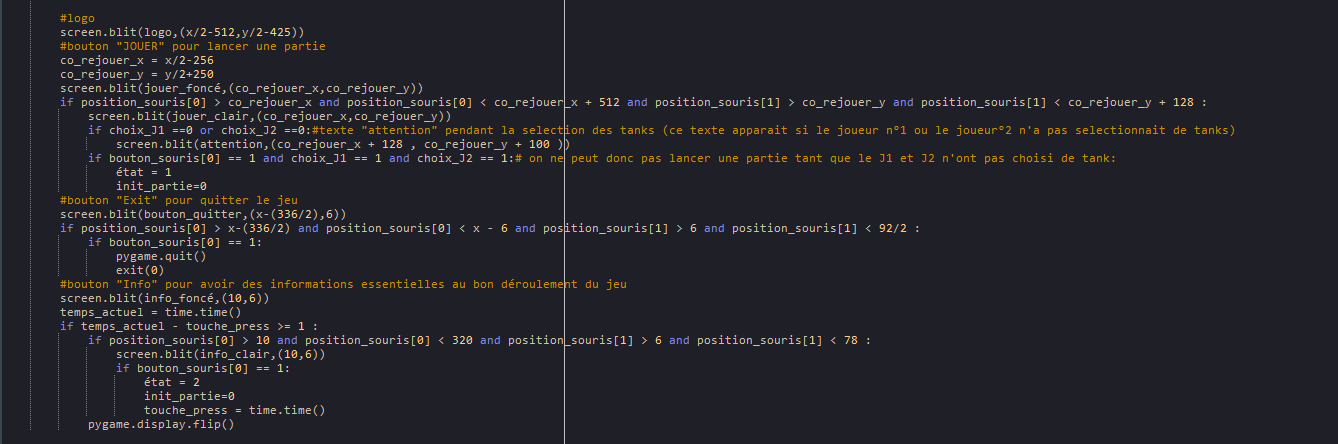 #logo
screen.blit(logo,(x/2-512,y/2-425))
#bouton "JOUER" pour lancer une partie
co_rejouer_x = x/2-256
co_rejouer_y = y/2+250
screen.blit(jouer_foncé,(co_rejouer_x,co_rejouer_y))
if position_souris[0] > co_rejouer_x and position_souris[0] < co_rejouer_x + 512 and position_souris[1] > co_rejouer_y and position_souris[1] < co_rejouer_y + 128 :
screen.blit(jouer_clair,(co_rejouer_x,co_rejouer_y))
if choix_J1 ==0 or choix_J2 ==0:#texte "attention" pendant la selection des tanks (ce texte apparait si le joueur n°1 ou le joueur°2 n'a pas selectionnait de tanks)
screen.blit(attention,(co_rejouer_x + 128 , co_rejouer_y + 100 ))
if bouton_souris[0] == 1 and choix_J1 == 1 and choix_J2 == 1:# on ne peut donc pas lancer une partie tant que le J1 et J2 n'ont pas choisi de tank:
état = 1
init_partie=0
#bouton "Exit" pour quitter le jeu
screen.blit(bouton_quitter,(x-(336/2),6))
if position_souris[0] > x-(336/2) and position_souris[0] < x - 6 and position_souris[1] > 6 and position_souris[1] < 92/2 :
if bouton_souris[0] == 1:
pygame.quit()
exit(0)
#bouton "Info" pour avoir des informations essentielles au bon déroulement du jeu
screen.blit(info_foncé,(10,6))
temps_actuel = time.time()
if temps_actuel - touche_press >= 1 :
if position_souris[0] > 10 and position_souris[0] < 320 and position_souris[1] > 6 and position_souris[1] < 78 :
screen.blit(info_clair,(10,6))
if bouton_souris[0] == 1:
état = 2
init_partie=0
touche_press = time.time()
pygame.display.flip()